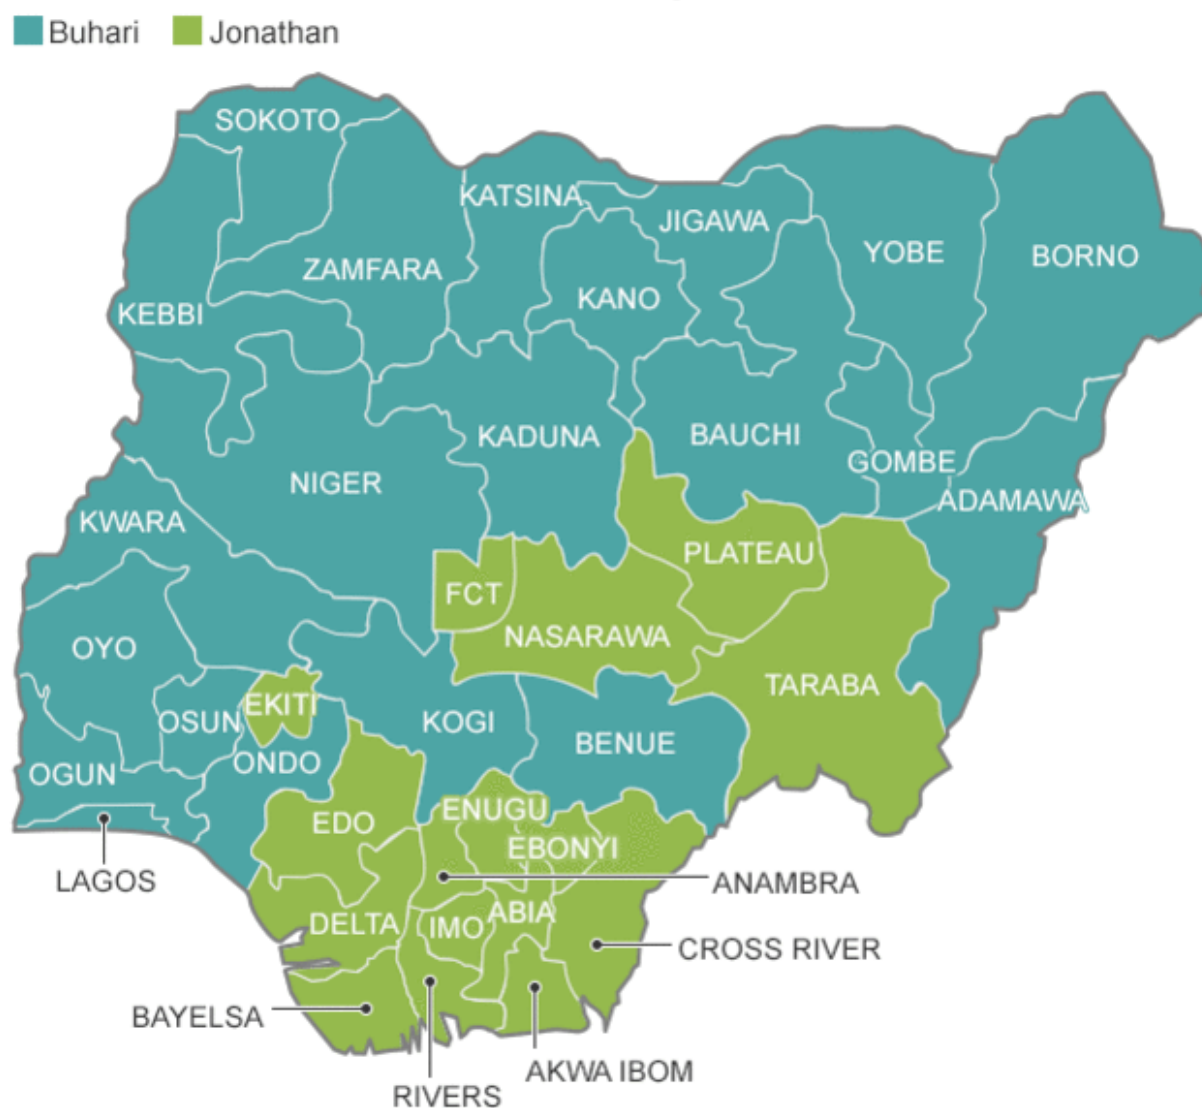 Buhari Jonathan
SOKOTO
KATSINA
JIGAWA
YOBE
BORNO
ZAMFARA
KANO
KEBBI
KADUNA
BAUCHI
GOMBE
NIGER
ADAMAWA
KWARA
PLATEAU
FCT
NASARAWA
OYO
TARABA
EKITI
OSUN
KOGI
BENUE
ONDO
OGUN
ENUGU
EDO
EBONYI
LAGOS
ANAMBRA
ABIA
DELTA
IMO
CROSS RIVER
BAYELSA
AKWA IBOM
RIVERS